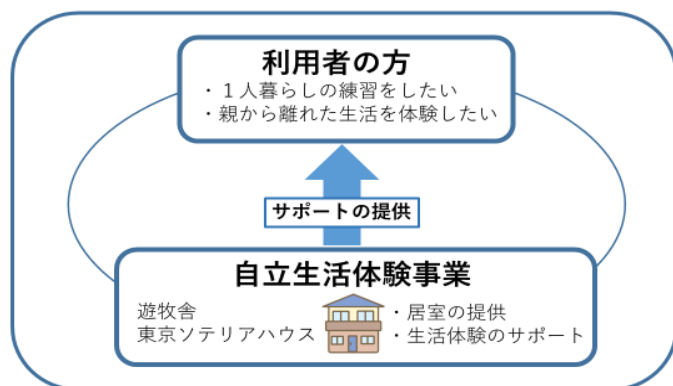 利用者の方
・１人暮らしの練習をしたい
・親から離れた生活を体験したい
サポートの提供
自立生活体験事業
遊牧舎
東京ソテリアハウス
・居室の提供
・生活体験のサポート